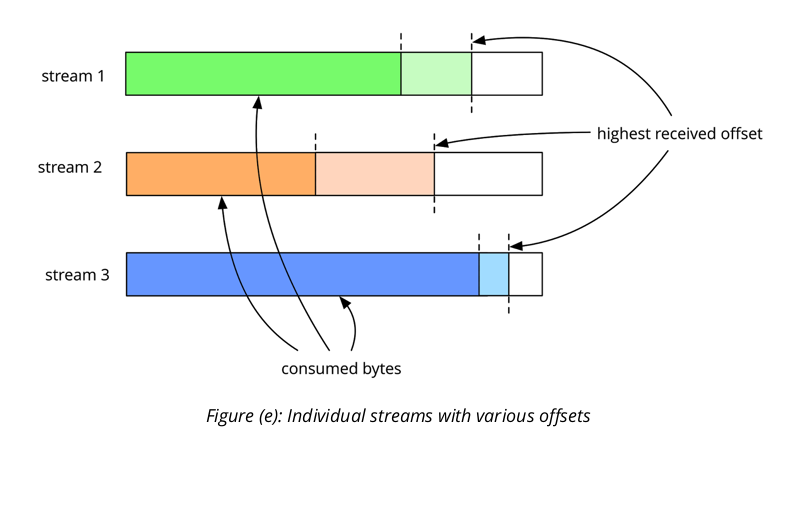 stream 1
highest received offset
stream 2
stream 3
consumed bytes
Figure (e): Individual streams with various offsets